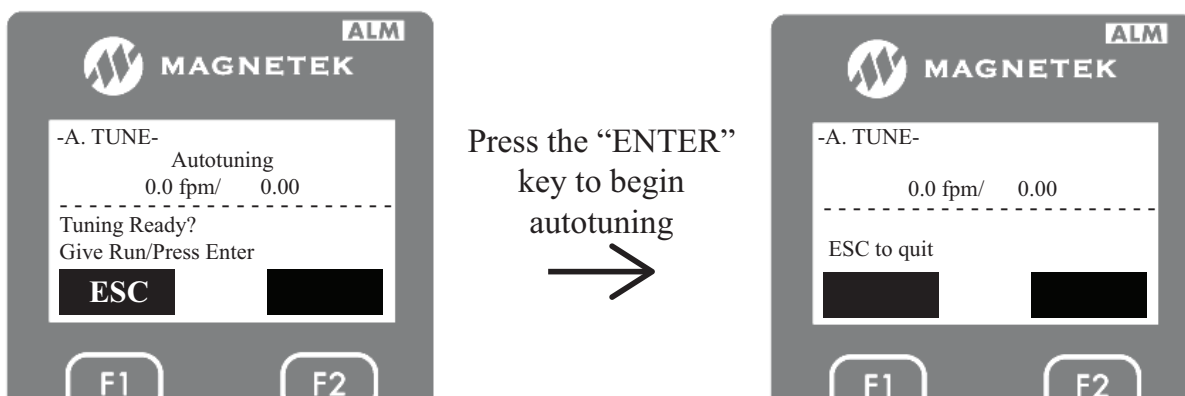 ALM
MAGNETEK
-A. TUNE-
Autotuning
0.0 fpm/ 0.00
Tuning Ready?
Give Run/Press Enter
ESC
F1 F2
Press the “ENTER”
key to begin
autotuning
ALM
MAGNETEK
-A. TUNE-
0.0 fpm/ 0.00
ESC to quit
F1 F2